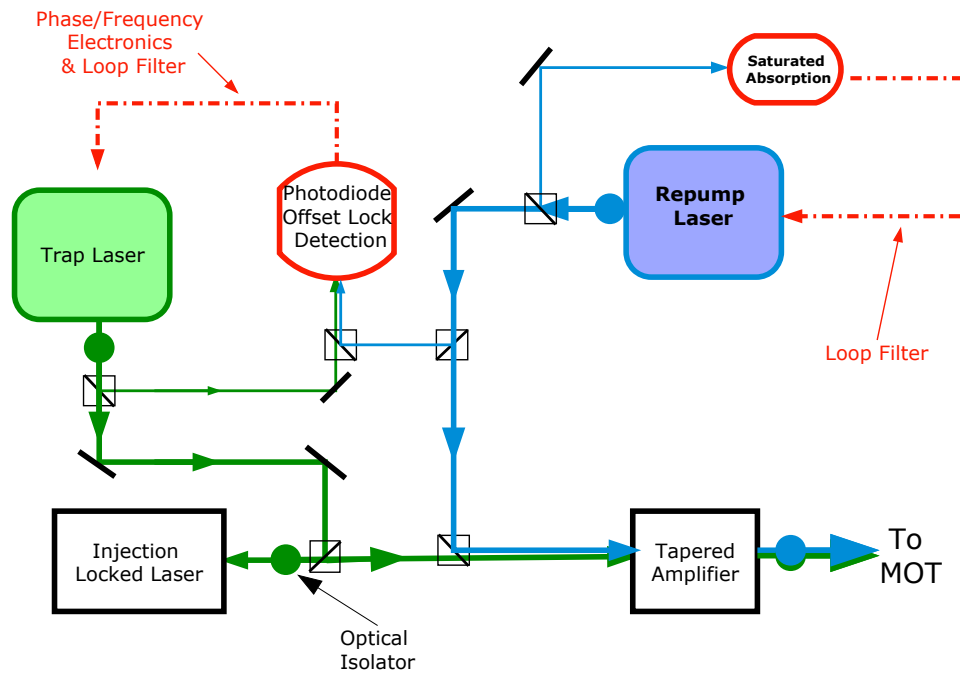 Phase/Frequency
Electronics
& Loop Filter
Saturated
Absorption
Photodiode
Offset Lock
Detection
Repump
Laser
Trap Laser
Loop Filter
Injection
Locked Laser
Tapered
Amplifier
To
MOT
Optical
Isolator